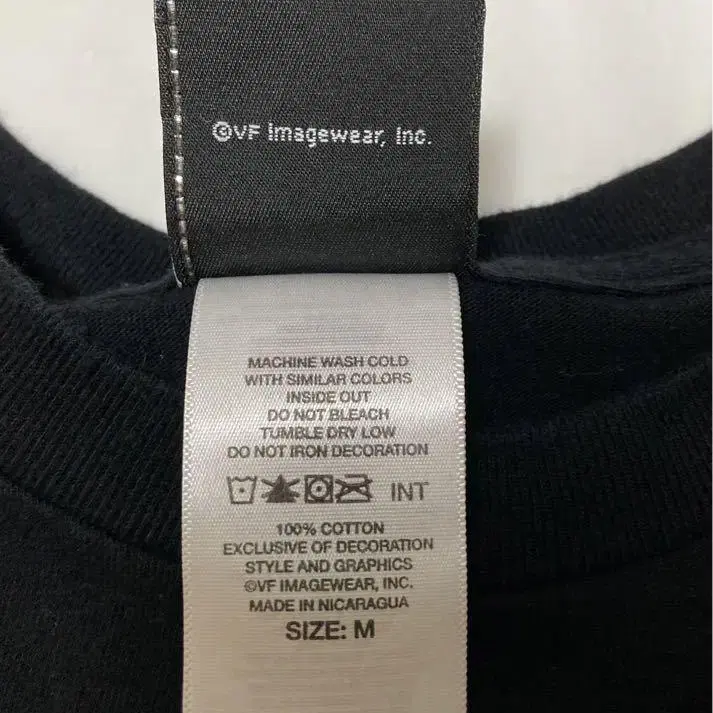 ©VF Imagewear, Inc.
MACHINE WASH COLD
WITH SIMILAR COLORS
INSIDE OUT
DO NOT BLEACH
TUMBLE DRY LOW
DO NOT IRON DECORATION
INT
100% COTTON
EXCLUSIVE OF DECORATION
STYLE AND GRAPHICS
©VF IMAGEWEAR, INC.
MADE IN NICARAGUA
SIZE: M